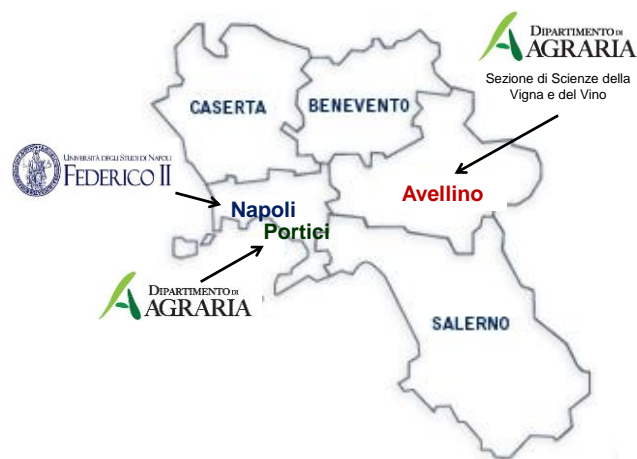 DIPARTIMENTO DI
AGRARIA
Sezione di Scienze della
Vigna e del Vino
CASERTA
BENEVENTO
UNIVERSITÀ DEGLI STUDI DI NAPOLI
FEDERICO II
Avellino
Napoli
Portici
DIPARTIMENTO DI
AGRARIA
SALERNO